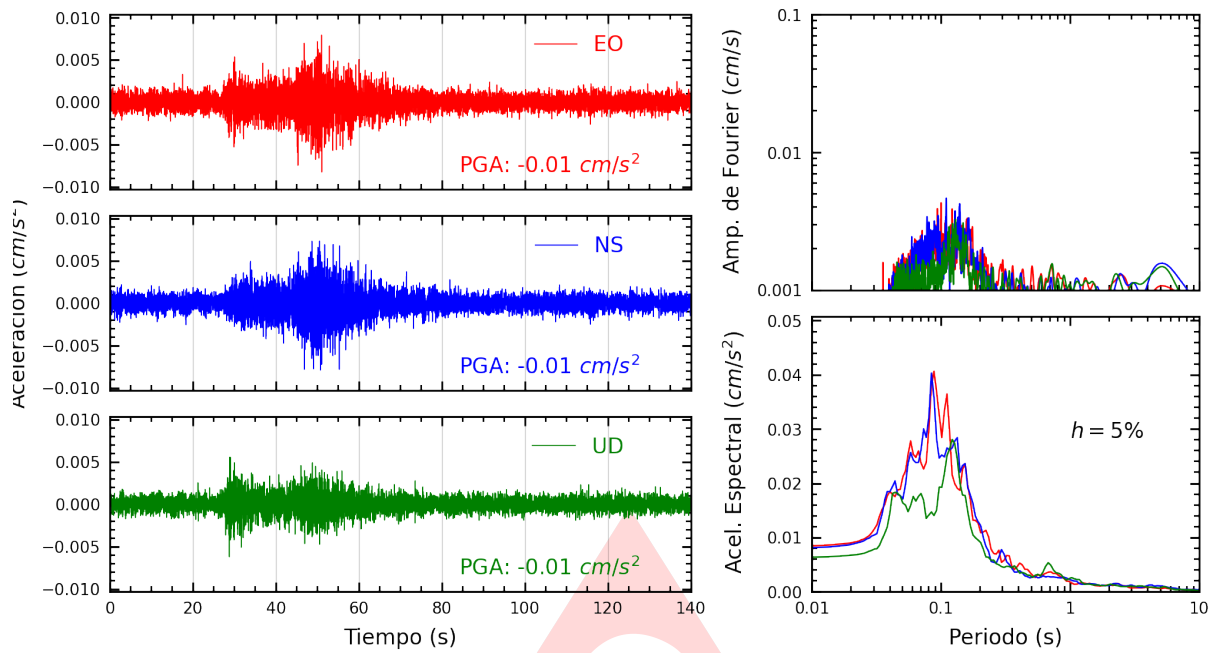 0.010
0.005
0.000
−0.005
−0.010
EO
PGA: -0.01 cm/s²
0.010
0.005
0.000
−0.005
−0.010
NS
PGA: -0.01 cm/s²
0.010
0.005
0.000
−0.005
−0.010
UD
PGA: -0.01 cm/s²
0 20 40 60 80 100 120 140
Tiempo (s)
Aceleracion (cm/s²)
0.1
0.01
0.001
Amp. de Fourier (cm/s)
0.05
0.04
0.03
0.02
0.01
0.00
Acel. Espectral (cm/s²)
h = 5%
0.01 0.1 1 10
Periodo (s)